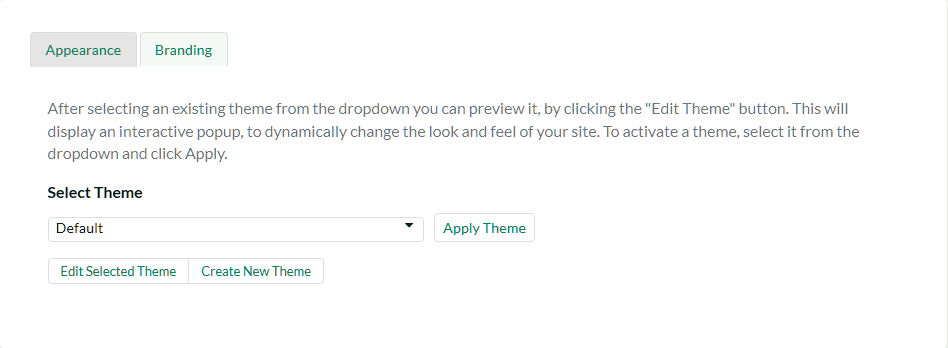 Appearance Branding
After selecting an existing theme from the dropdown you can preview it, by clicking the "Edit Theme" button. This will
display an interactive popup, to dynamically change the look and feel of your site. To activate a theme, select it from the
dropdown and click Apply.
Select Theme
Default Apply Theme
Edit Selected Theme Create New Theme